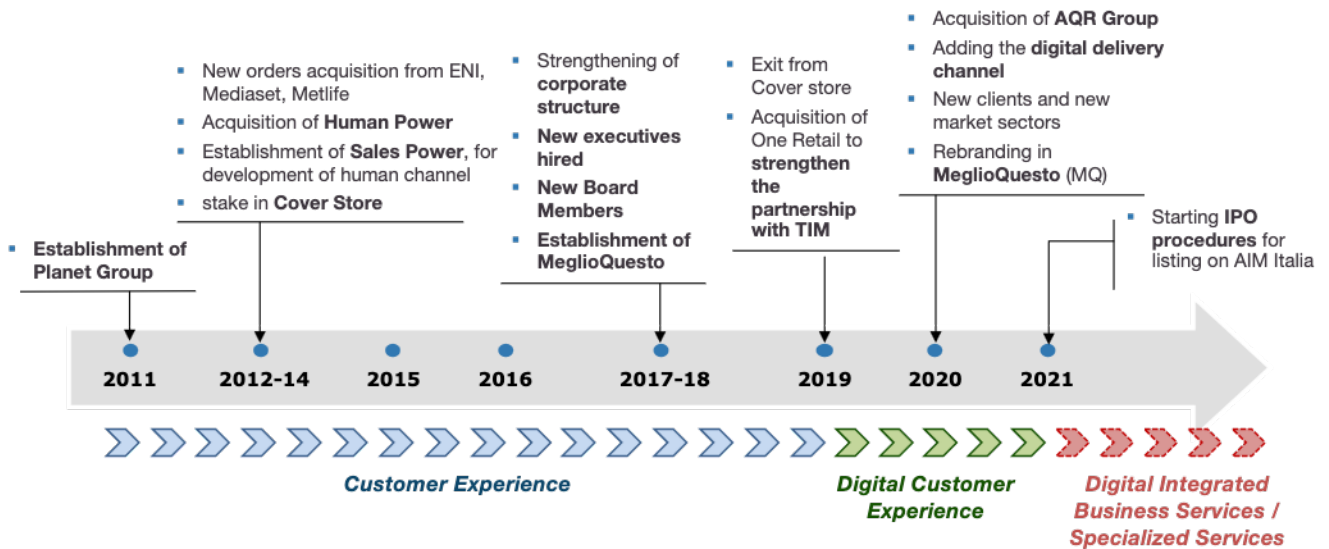 Establishment of
Planet Group
New orders acquisition from ENI,
Mediaset, Metlife
Acquisition of Human Power
Establishment of Sales Power, for
development of human channel
stake in Cover Store
Strengthening of
corporate
structure
New executives
hired
New Board
Members
Establishment of
MeglioQuesto
Exit from
Cover store
Acquisition of
One Retail to
strengthen
the
partnership
with TIM
Acquisition of AQR Group
Adding the digital delivery
channel
New clients and new
market sectors
Rebranding in
MeglioQuesto (MQ)
Starting IPO
procedures for
listing on AIM Italia
2011
2012-14
2015
2016
2017-18
2019
2020
2021
Customer Experience
Digital Customer
Experience
Digital Integrated
Business Services /
Specialized Services